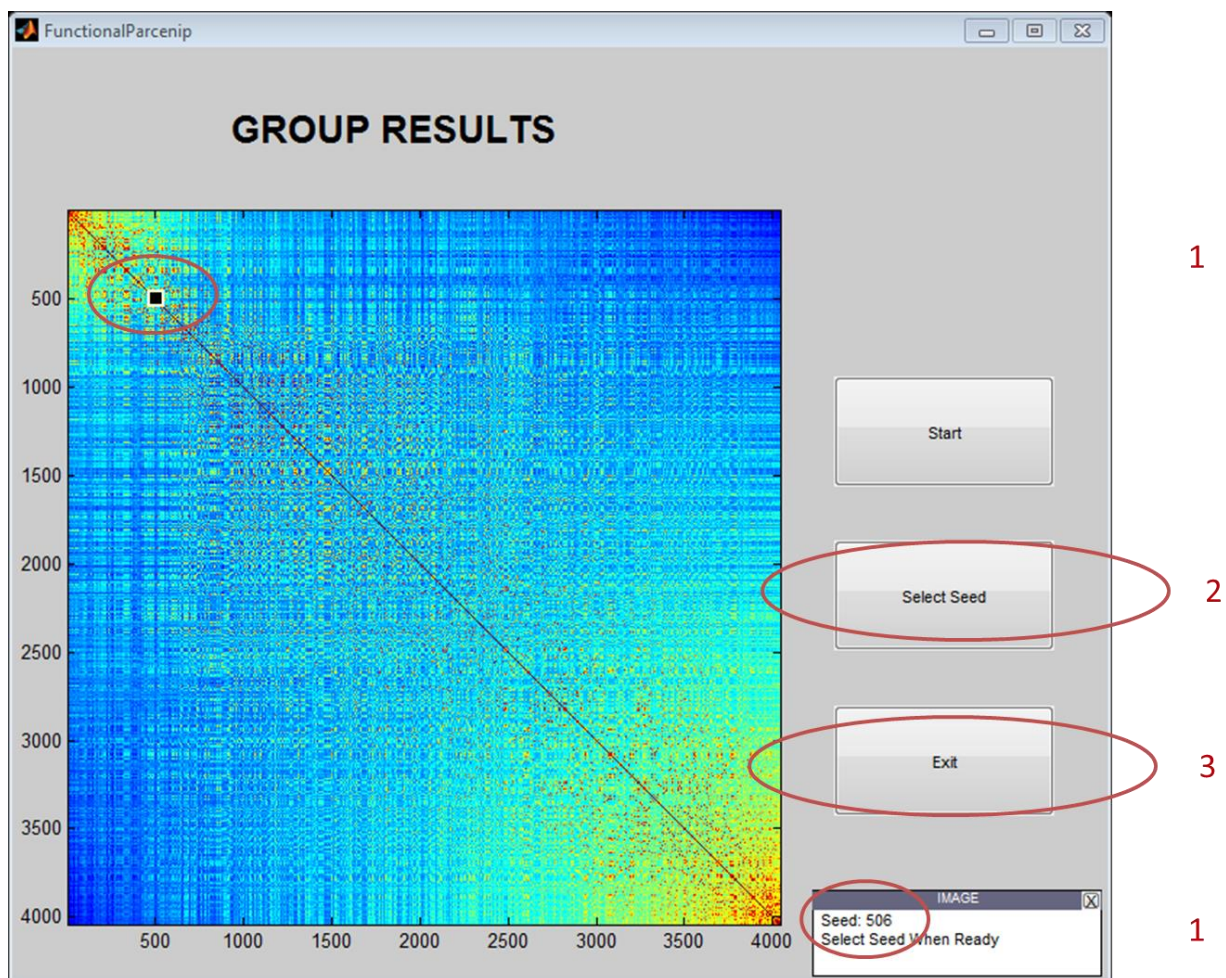 FunctionalParcenip
GROUP RESULTS
1
500
1000
1500
2000
2500
3000
3500
4000
500 1000 1500 2000 2500 3000 3500 4000
Start
Select Seed
2
Exit
3
IMAGE X
Seed: 506
Select Seed When Ready
1